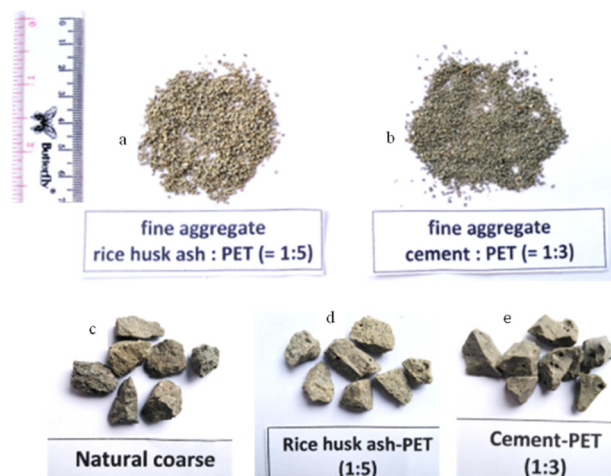 Butterfly
a
b
fine aggregate
rice husk ash : PET (= 1:5)
fine aggregate
cement : PET (= 1:3)
c
d
e
Natural coarse
Rice husk ash-PET
(1:5)
Cement-PET
(1:3)